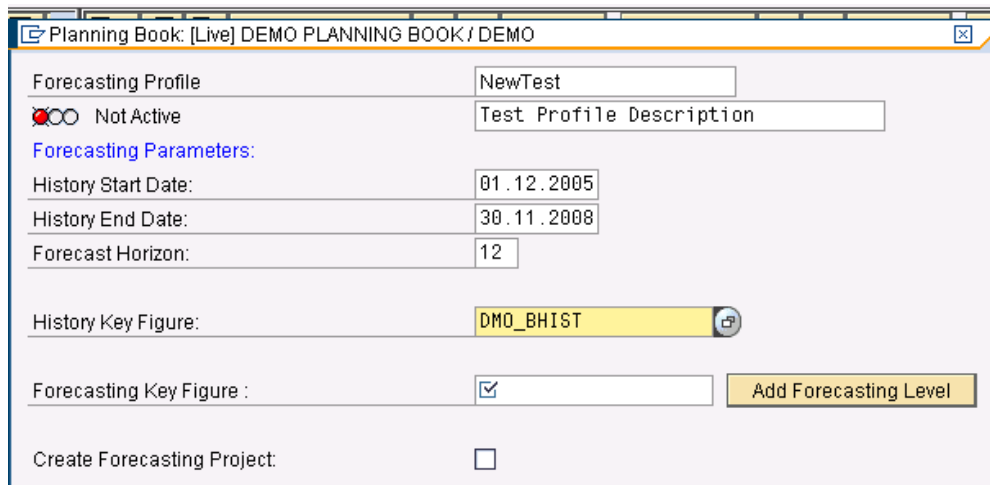 Planning Book: [Live] DEMO PLANNING BOOK / DEMO
Forecasting Profile NewTest
Not Active Test Profile Description
Forecasting Parameters:
History Start Date: 01.12.2005
History End Date: 30.11.2008
Forecast Horizon: 12
History Key Figure: DMO_BHIST
Forecasting Key Figure : Add Forecasting Level
Create Forecasting Project: